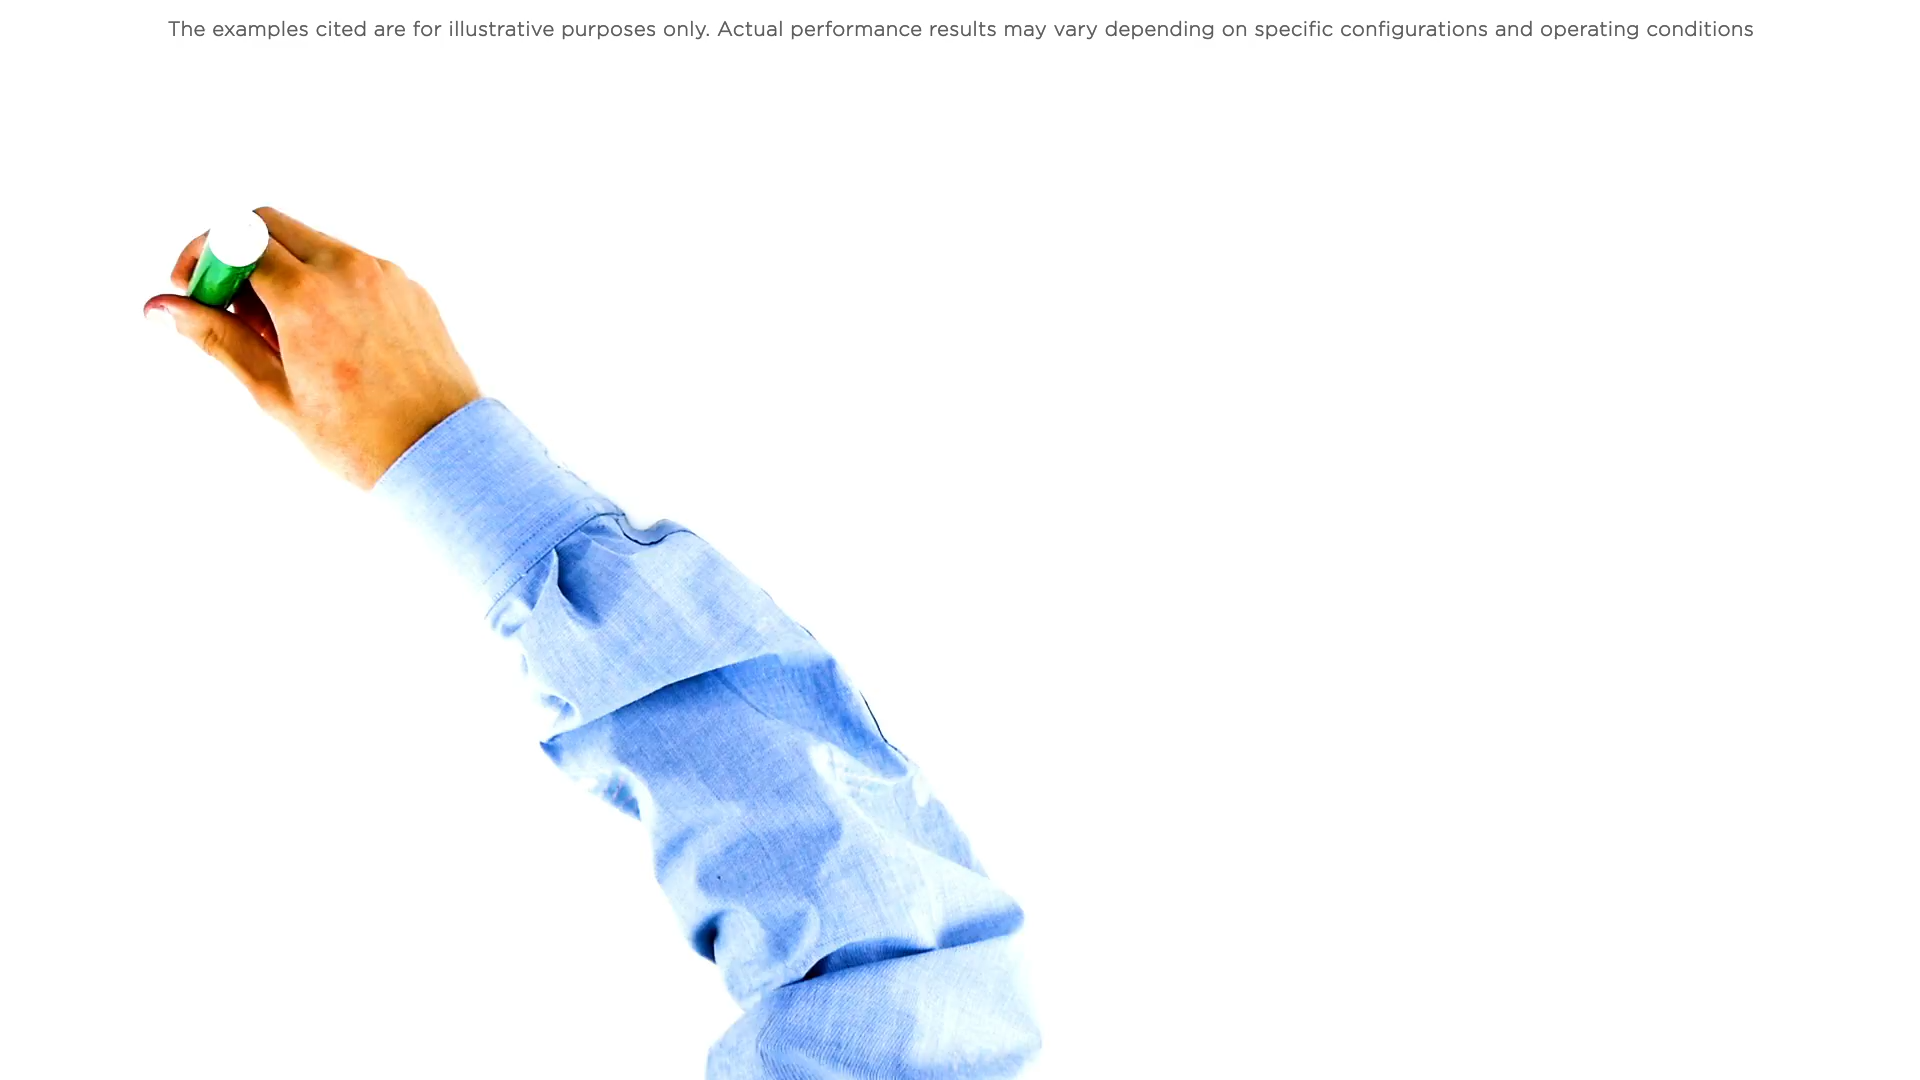 The examples cited are for illustrative purposes only. Actual performance results may vary depending on specific configurations and operating conditions